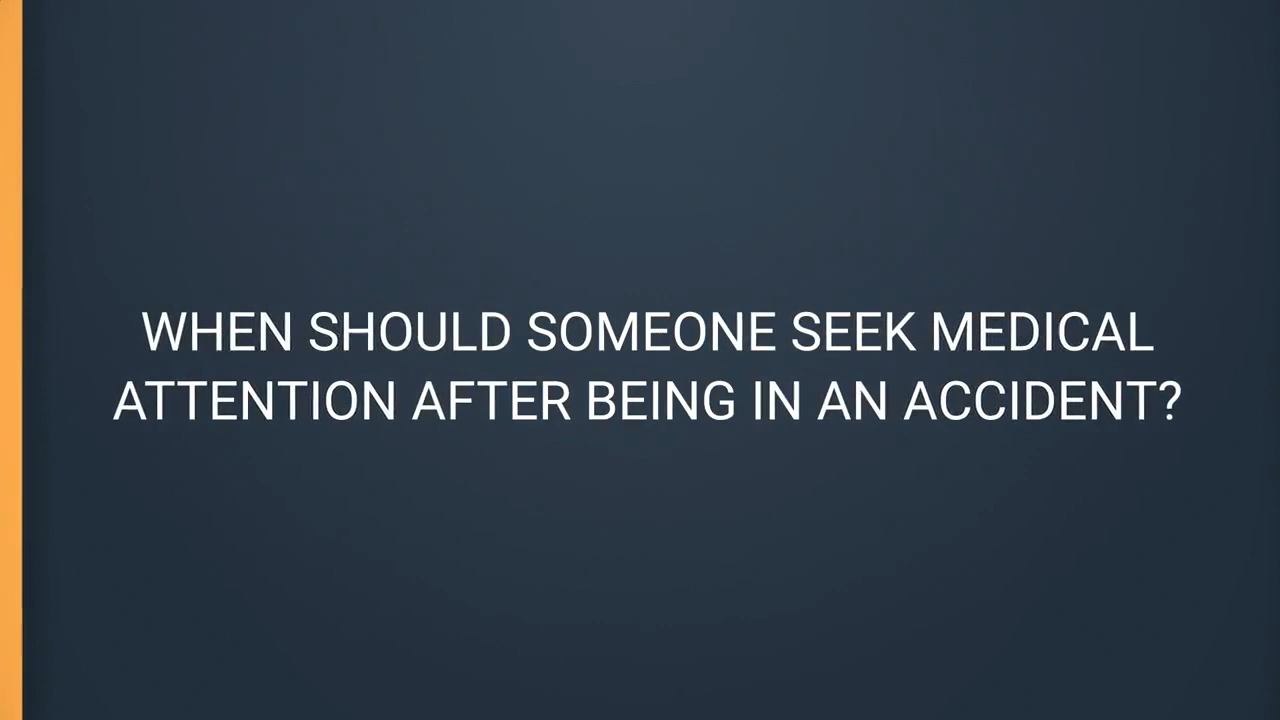 WHEN SHOULD SOMEONE SEEK MEDICAL
ATTENTION AFTER BEING IN AN ACCIDENT?